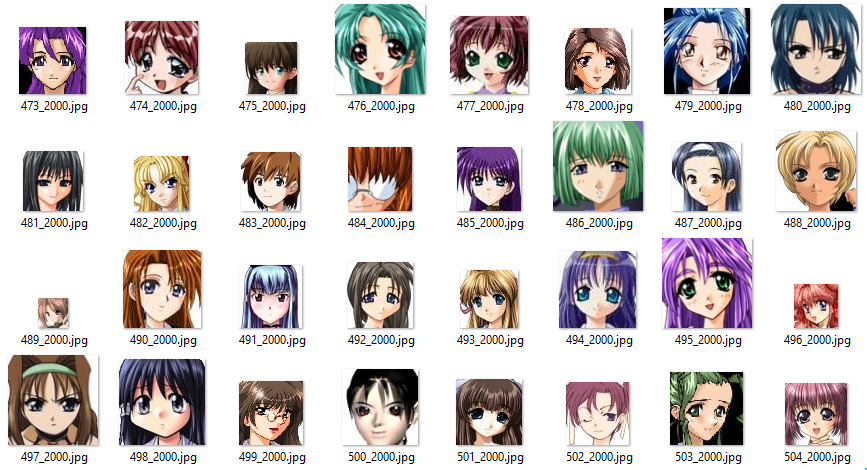 473_2000.jpg 474_2000.jpg 475_2000.jpg 476_2000.jpg 477_2000.jpg 478_2000.jpg 479_2000.jpg 480_2000.jpg
481_2000.jpg 482_2000.jpg 483_2000.jpg 484_2000.jpg 485_2000.jpg 486_2000.jpg 487_2000.jpg 488_2000.jpg
489_2000.jpg 490_2000.jpg 491_2000.jpg 492_2000.jpg 493_2000.jpg 494_2000.jpg 495_2000.jpg 496_2000.jpg
497_2000.jpg 498_2000.jpg 499_2000.jpg 500_2000.jpg 501_2000.jpg 502_2000.jpg 503_2000.jpg 504_2000.jpg